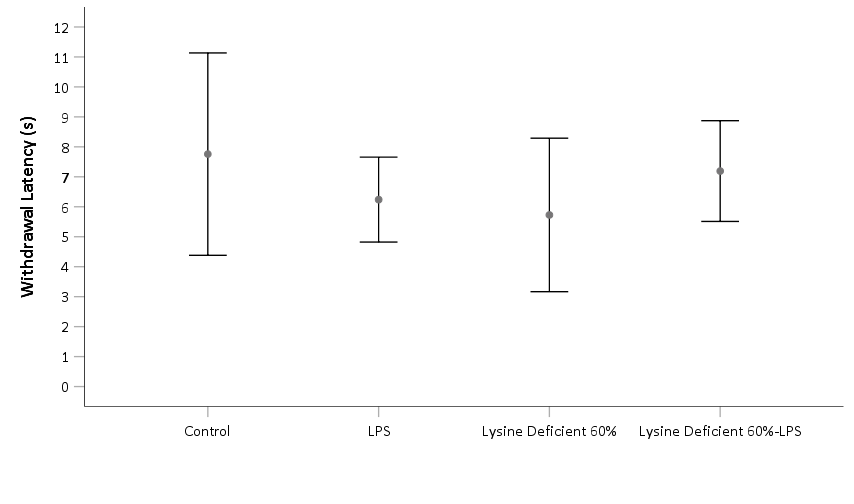 Withdrawal Latency (s)
12
11
10
9
8
7
6
5
4
3
2
1
0
Control
LPS
Lysine Deficient 60%
Lysine Deficient 60%-LPS